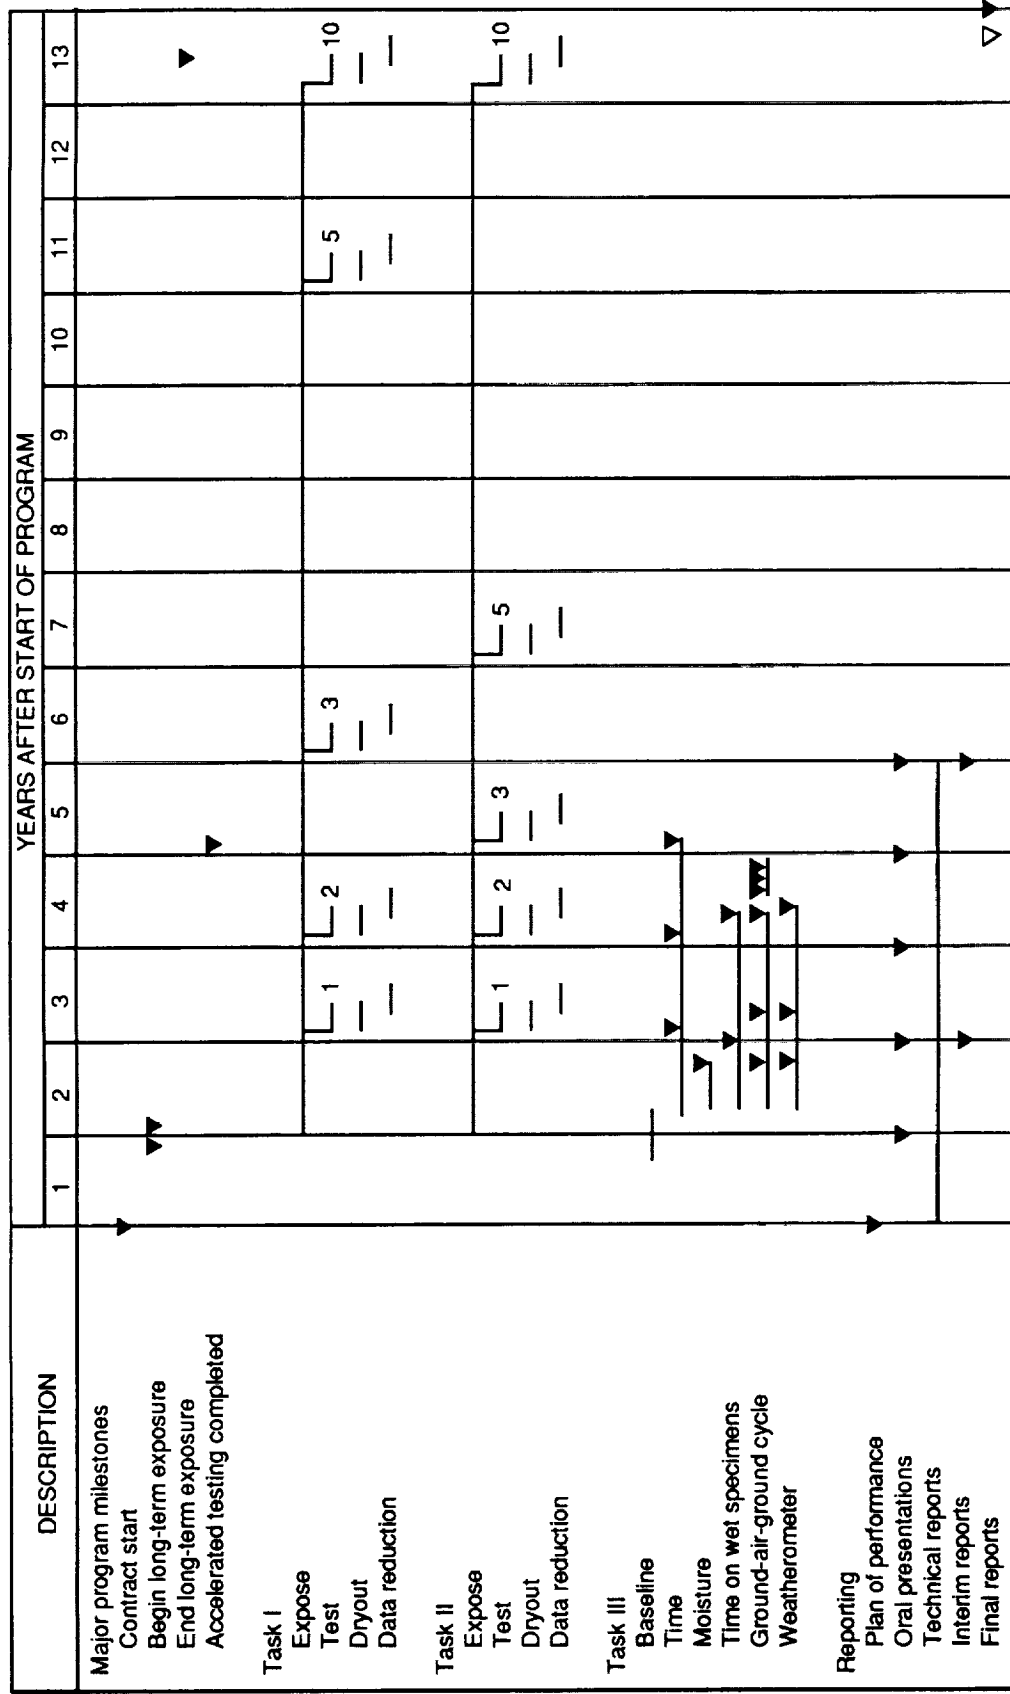 YEARS AFTER START OF PROGRAM
DESCRIPTION
1 2 3 4 5 6 7 8 9 10 11 12 13
Major program milestones
Contract start
Begin long-term exposure
End long-term exposure
Accelerated testing completed
Task I
Expose
Test 1 2 3 5 10
Dryout
Data reduction
Task II
Expose
Test 1 2 3 5 10
Dryout
Data reduction
Task III
Baseline
Time
Moisture
Time on wet specimens
Ground-air-ground cycle
Weatherometer
Reporting
Plan of performance
Oral presentations
Technical reports
Interim reports
Final reports